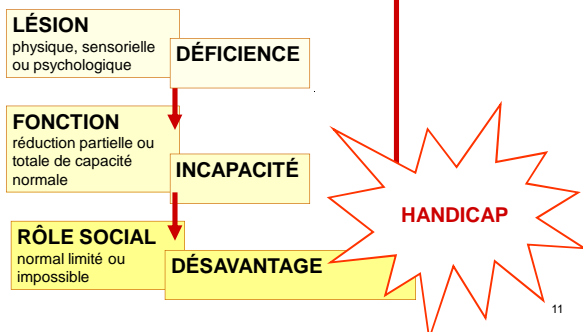 LÉSION
physique, sensorielle
ou psychologique
DÉFICIENCE
FONCTION
réduction partielle ou
totale de capacité
normale
INCAPACITÉ
RÔLE SOCIAL
normal limité ou
impossible
DÉSAVANTAGE
HANDICAP
11